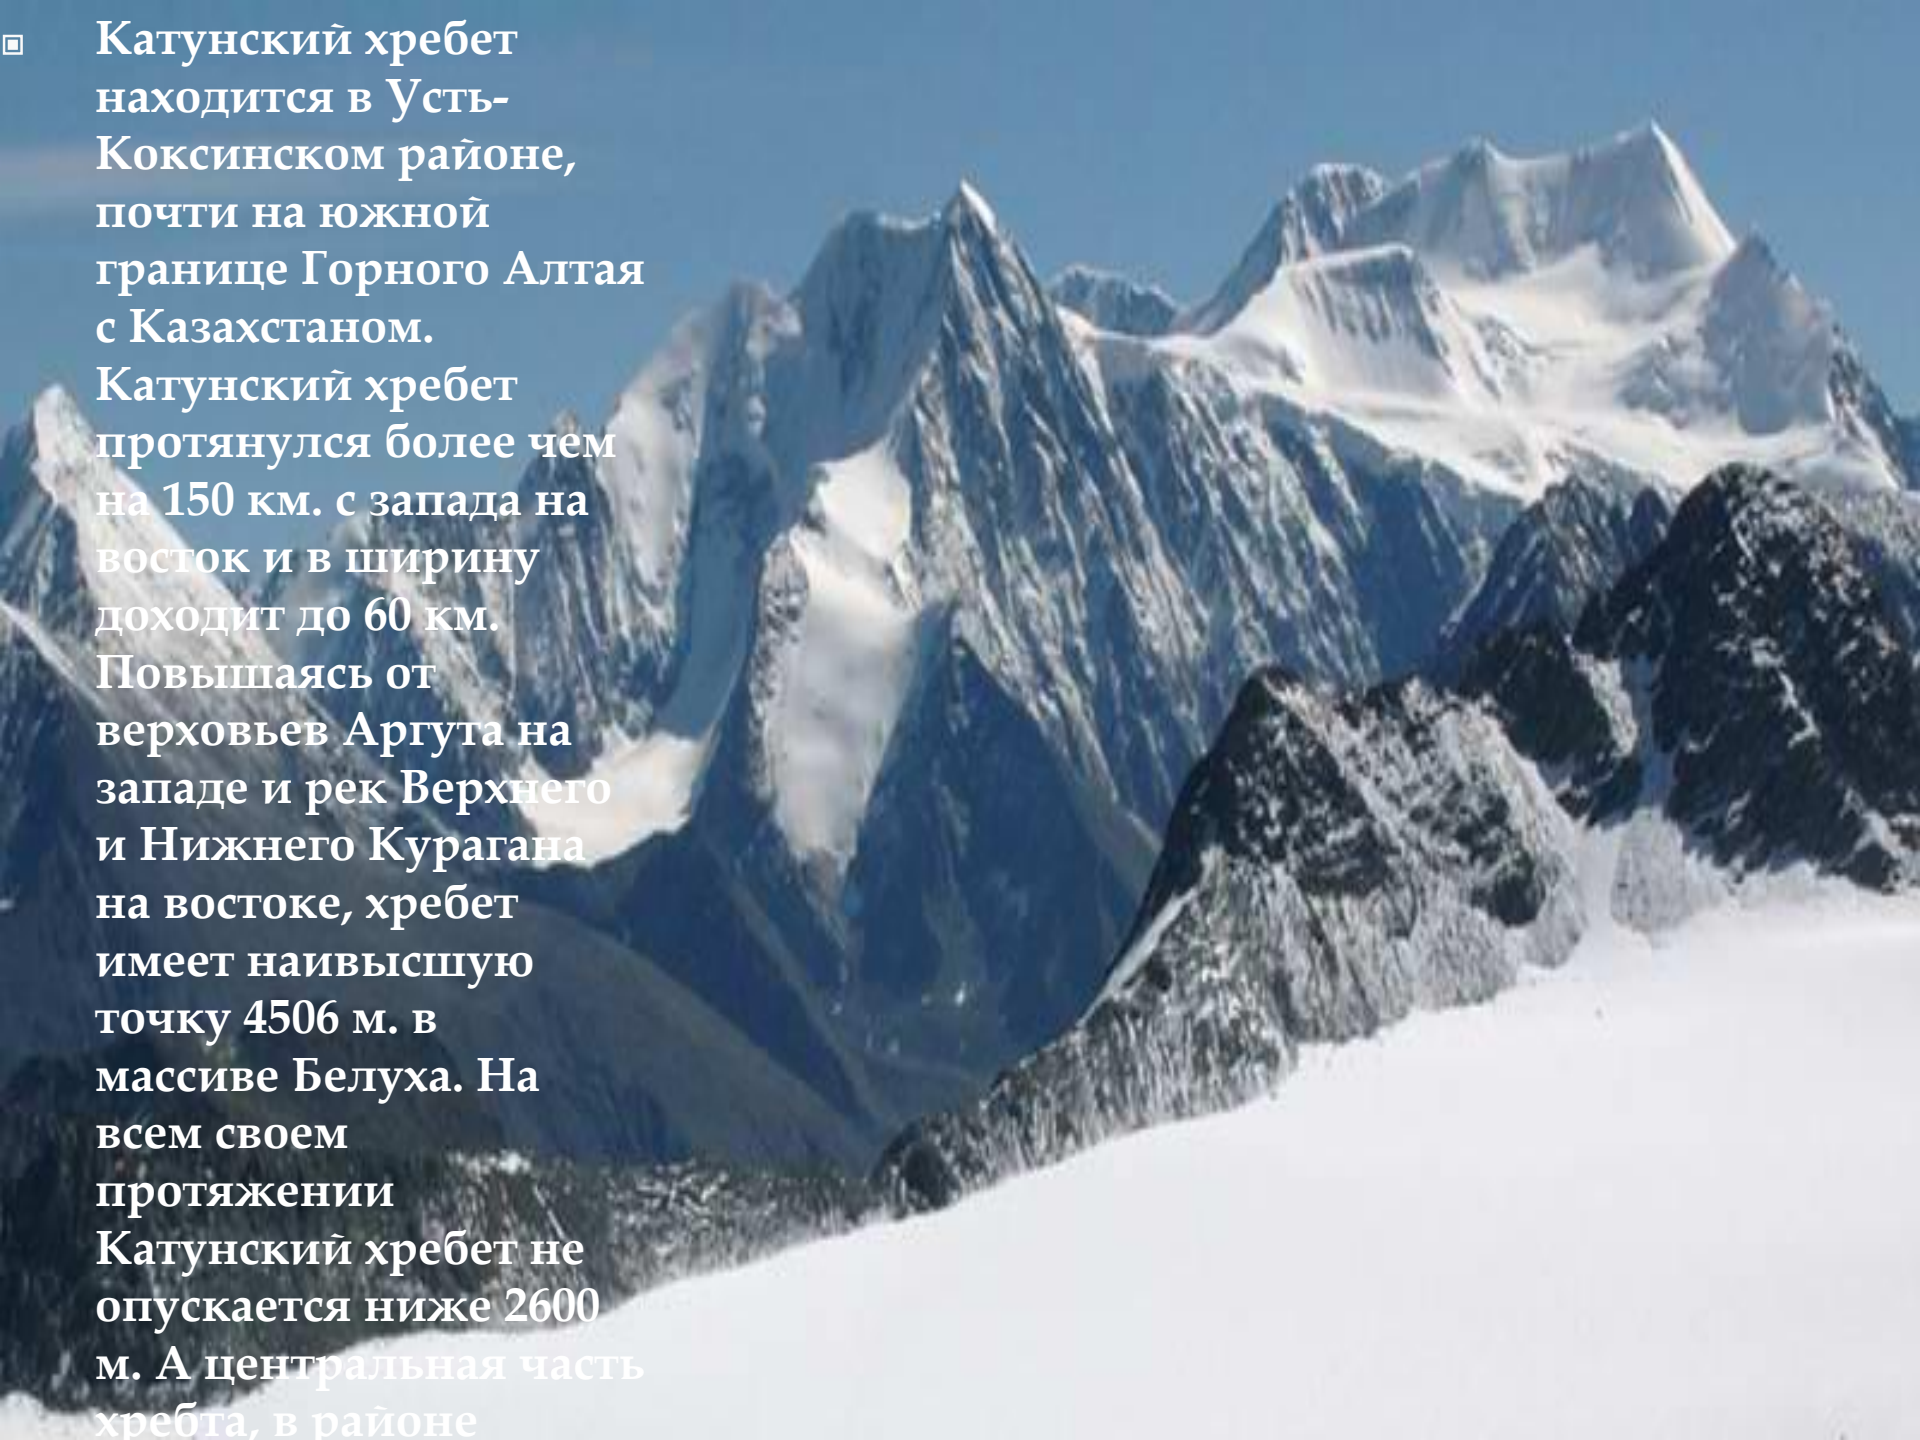 Катунский хребет
находится в Усть-
Коксинском районе,
почти на южной
границе Горного Алтая
с Казахстаном.
Катунский хребет
протянулся более чем
на 150 км. с запада на
восток и в ширину
доходит до 60 км.
Повышаясь от
верховьев Аргута на
западе и рек Верхнего
и Нижнего Курагана
на востоке, хребет
имеет наивысшую
точку 4506 м. в
массиве Белуха. На
всем своем
протяжении
Катунский хребет не
опускается ниже 2600
м. А центральная часть
хребта, в районе